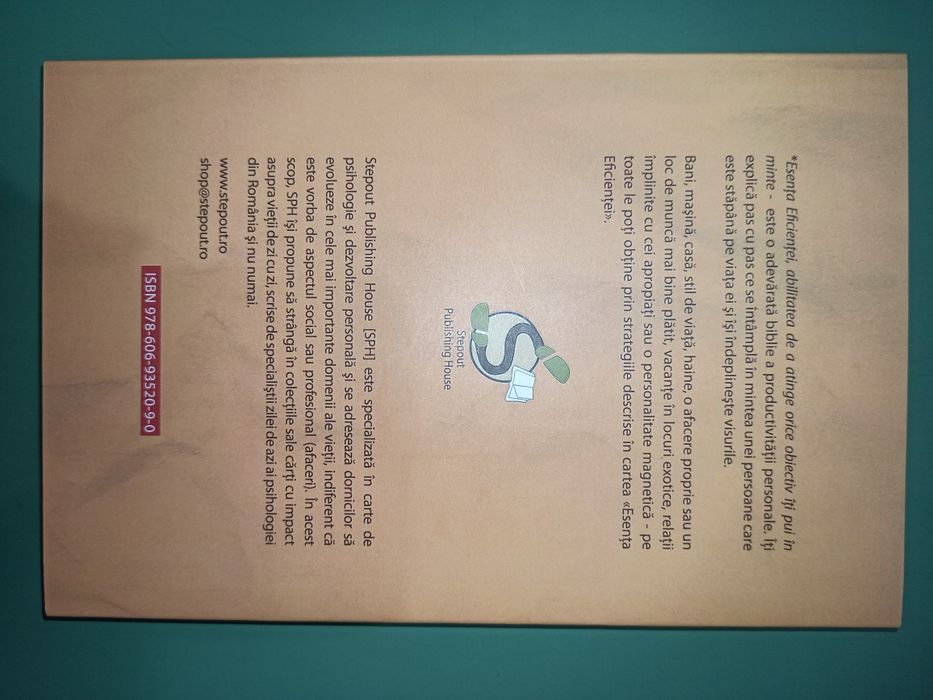 *Esența Eficienței, abilitatea de a atinge orice obiectiv îți pui în
minte - este o adevărată biblie a productivității personale. Îți
explică pas cu pas ce se întâmplă în mintea unei persoane care
este stăpână pe viața ei și își îndeplinește visurile.
Bani, mașină, casă, stil de viață, haine, o afacere proprie sau un
loc de muncă mai bine plătit, vacanțe în locuri exotice, relații
împlinite cu cei apropiați sau o personalitate magnetică - pe
toate le poți obține prin strategiile descrise în cartea «Esența
Eficienței».
Stepout
Publishing House
Stepout Publishing House [SPH] este specializată în carte de
psihologie și dezvoltare personală și se adresează dornicilor să
evolueze în cele mai importante domenii ale vieții, indiferent că
este vorba de aspectul social sau profesional (afaceri). În acest
scop, SPH își propune să strângă în colecțiile sale cărți cu impact
asupra vieții de zi cu zi, scrise de specialiștii zilei de azi ai psihologiei
din România și nu numai.
www.stepout.ro
shop@stepout.ro
ISBN 978-606-93520-9-0